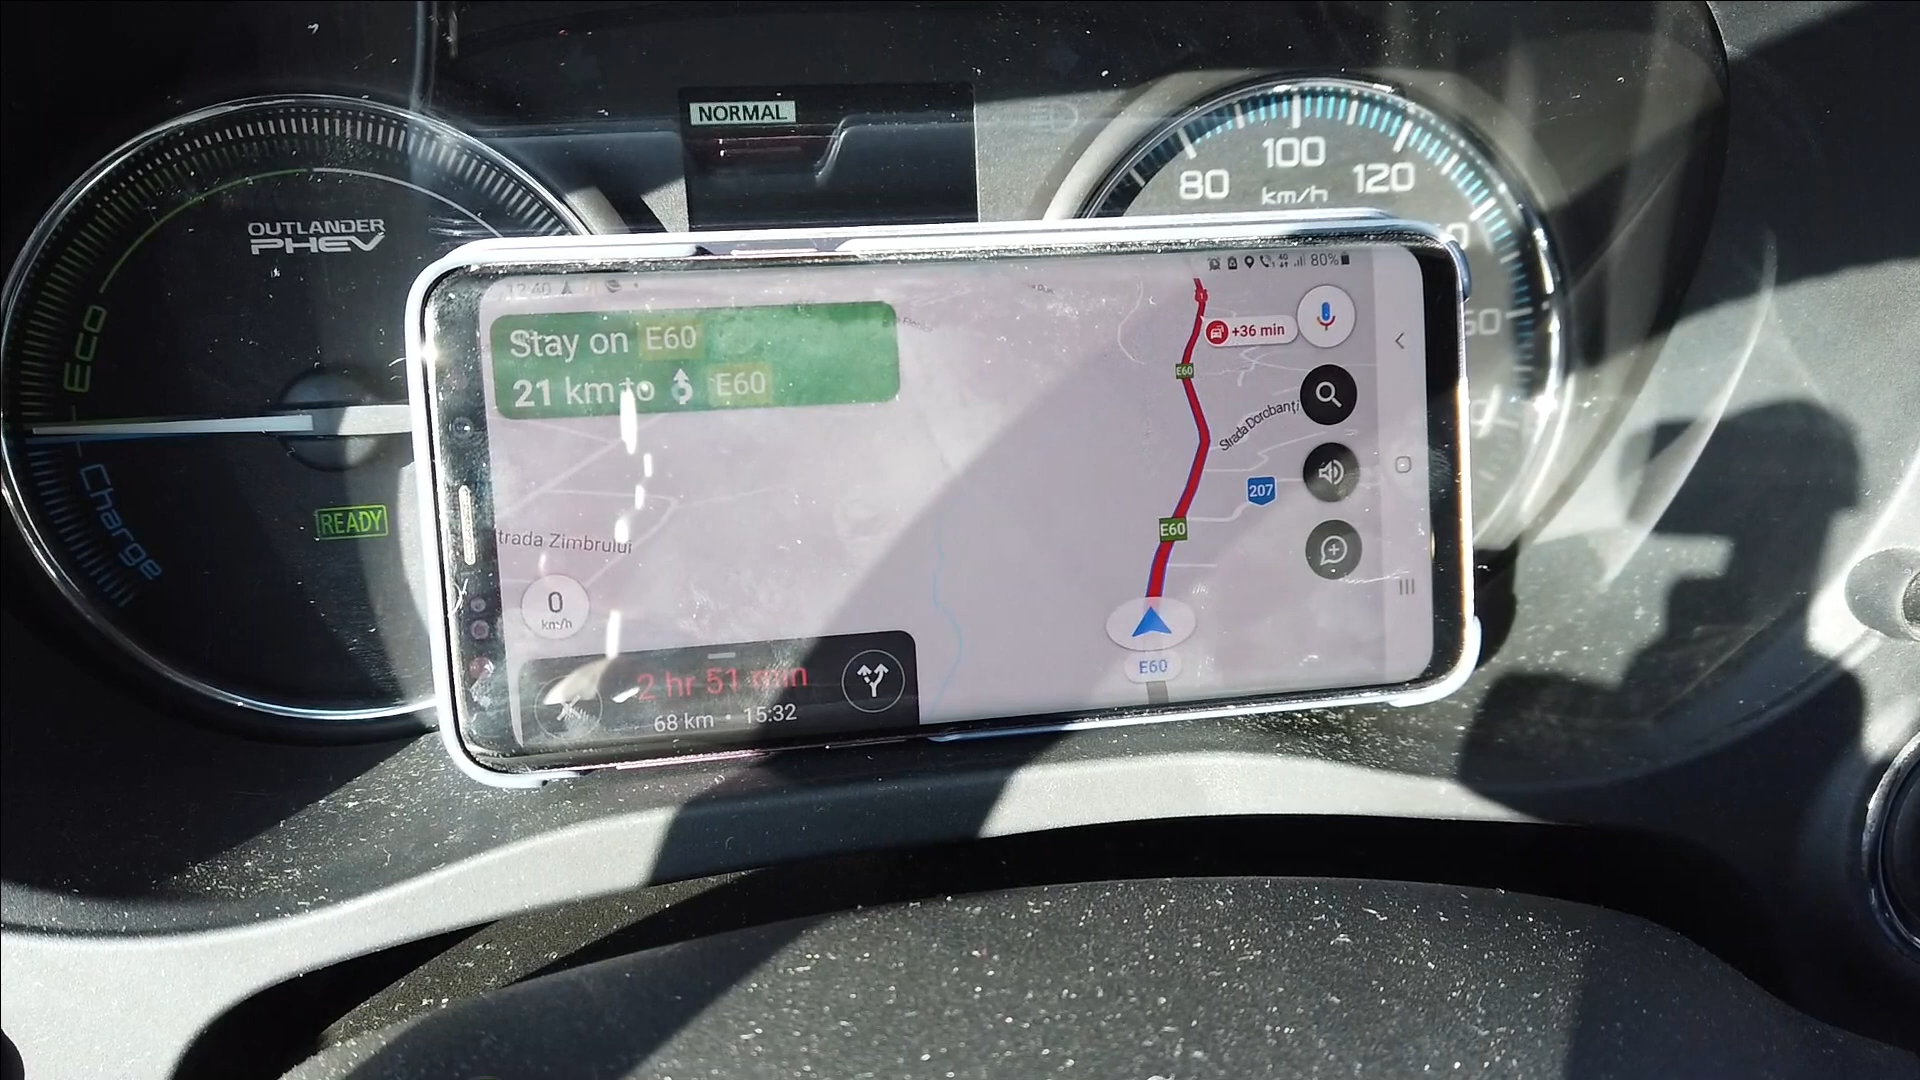 NORMAL
OUTLANDER
PHEV
Eco
Charge
READY
80
100
120
km/h
12:40
80%
Stay on E60
21 km to E60
+36 min
E60
Strada Dorobanți
207
E60
trada Zimbrului
0
km/h
E60
2 hr 51 min
68 km • 15:32